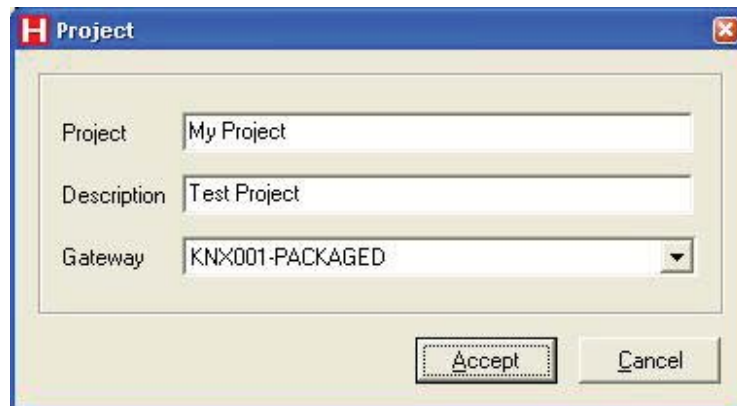 H Project
Project My Project
Description Test Project
Gateway KNX001-PACKAGED
Accept Cancel